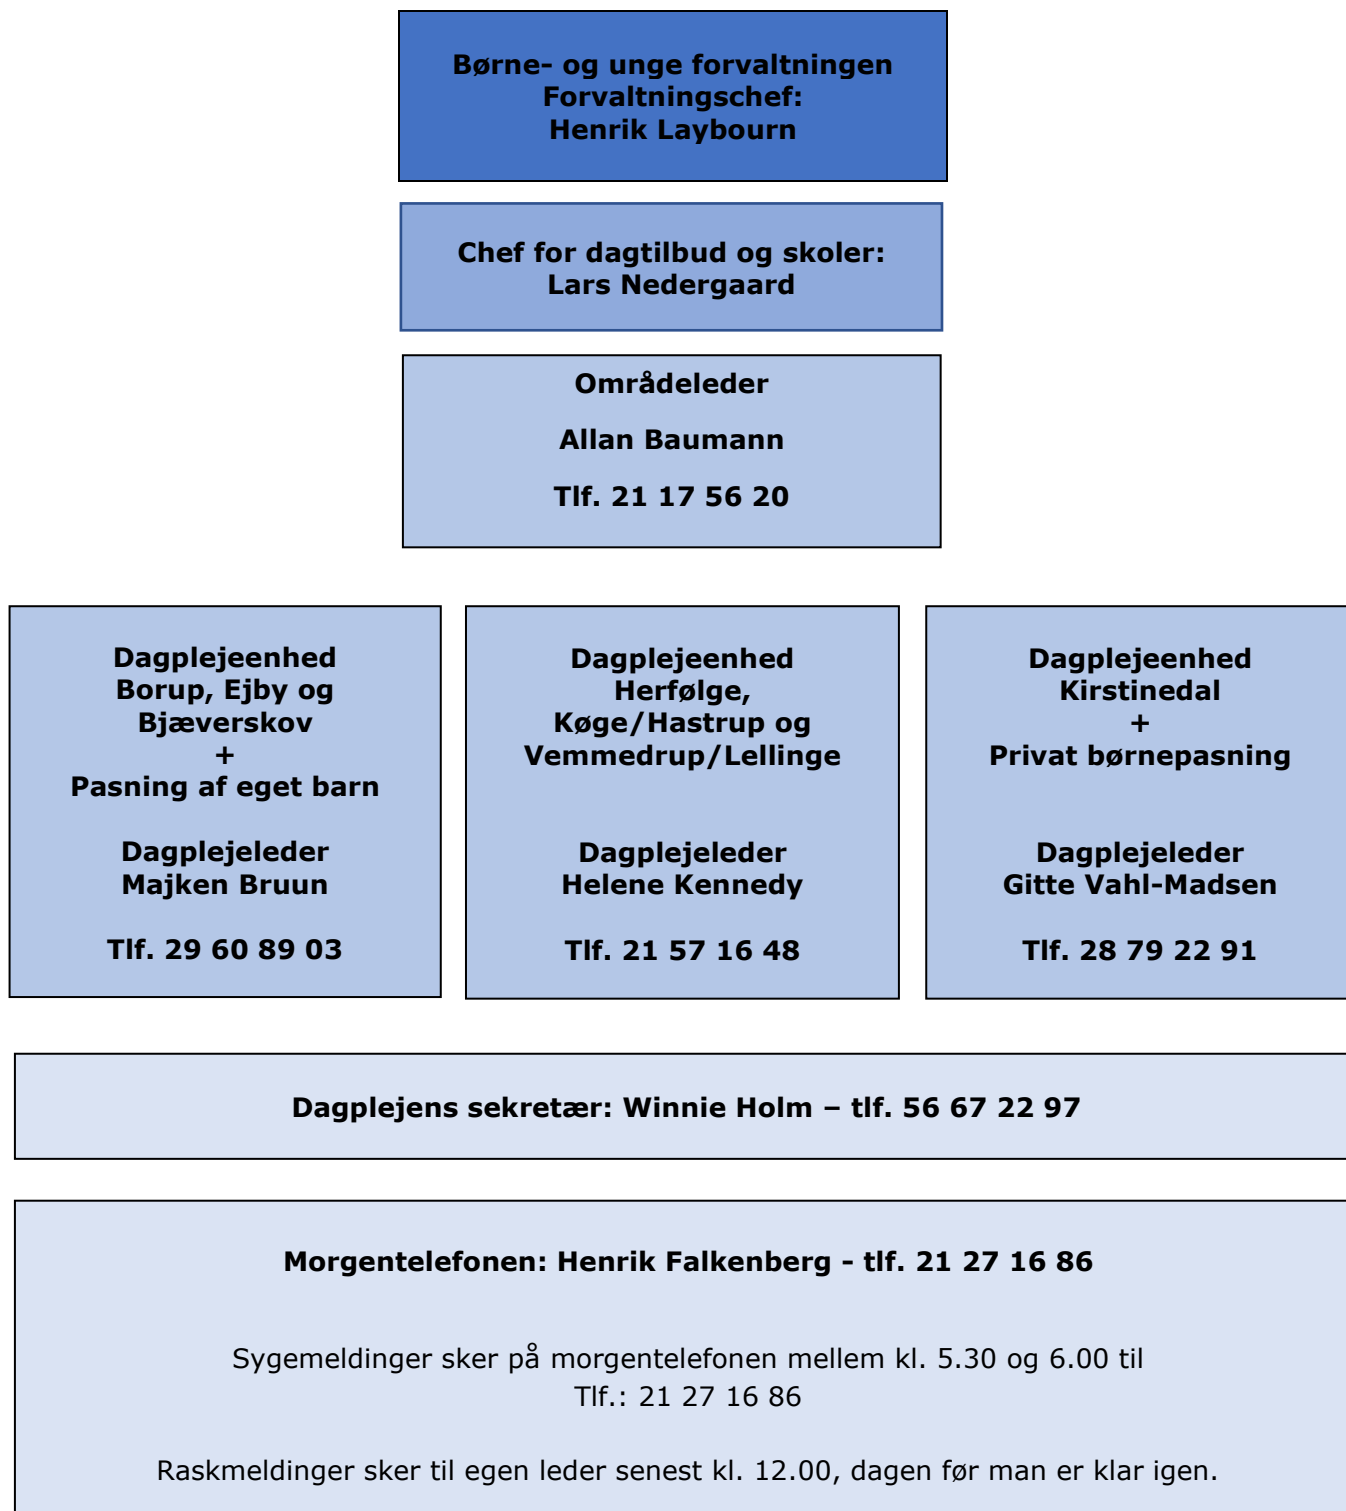 Børne- og unge forvaltningen
Forvaltningschef:
Henrik Laybourn
Chef for dagtilbud og skoler:
Lars Nedergaard
Områdeleder
Allan Baumann
Tlf. 21 17 56 20
Dagplejeenhed
Borup, Ejby og
Bjæverskov
+
Pasning af eget barn
Dagplejeleder
Majken Bruun
Tlf. 29 60 89 03
Dagplejeenhed
Herfølge,
Køge/Hastrup og
Vemmedrup/Lellinge
Dagplejeleder
Helene Kennedy
Tlf. 21 57 16 48
Dagplejeenhed
Kirstinedal
+
Privat børnepasning
Dagplejeleder
Gitte Vahl-Madsen
Tlf. 28 79 22 91
Dagplejens sekretær: Winnie Holm – tlf. 56 67 22 97
Morgentelefonen: Henrik Falkenberg - tlf. 21 27 16 86
Sygemeldinger sker på morgentelefonen mellem kl. 5.30 og 6.00 til
Tlf.: 21 27 16 86
Raskmeldinger sker til egen leder senest kl. 12.00, dagen før man er klar igen.